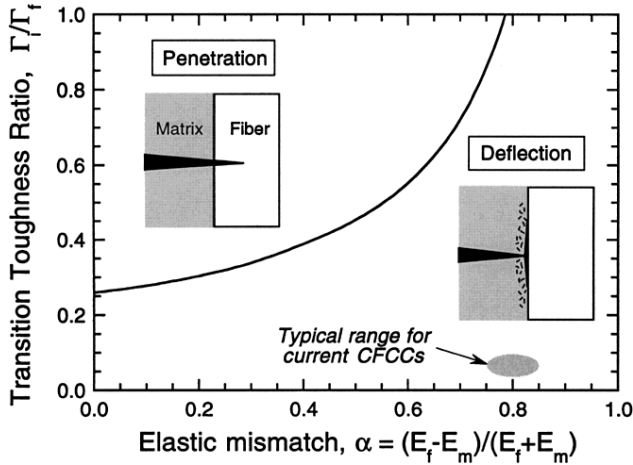 Transition Toughness Ratio, Γi/Γf
1.0
0.8
0.6
0.4
0.2
0.0
Penetration
Matrix
Fiber
Deflection
Typical range for
current CFCCs
0.0
0.2
0.4
0.6
0.8
1.0
Elastic mismatch, α = (Ef-Em)/(Ef+Em)